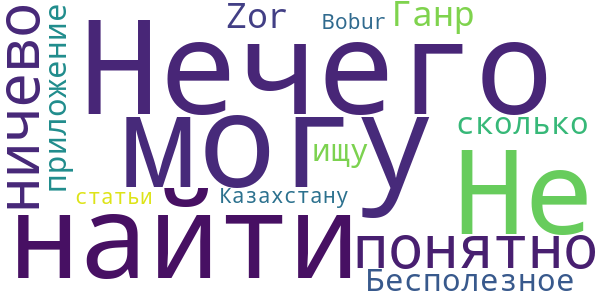 ничево
приложение
Zor
Bobur
Ганр
Нечего
могу
сколько
ищу
Не
статьи
Казахстану
найти
понятно
Бесполезное